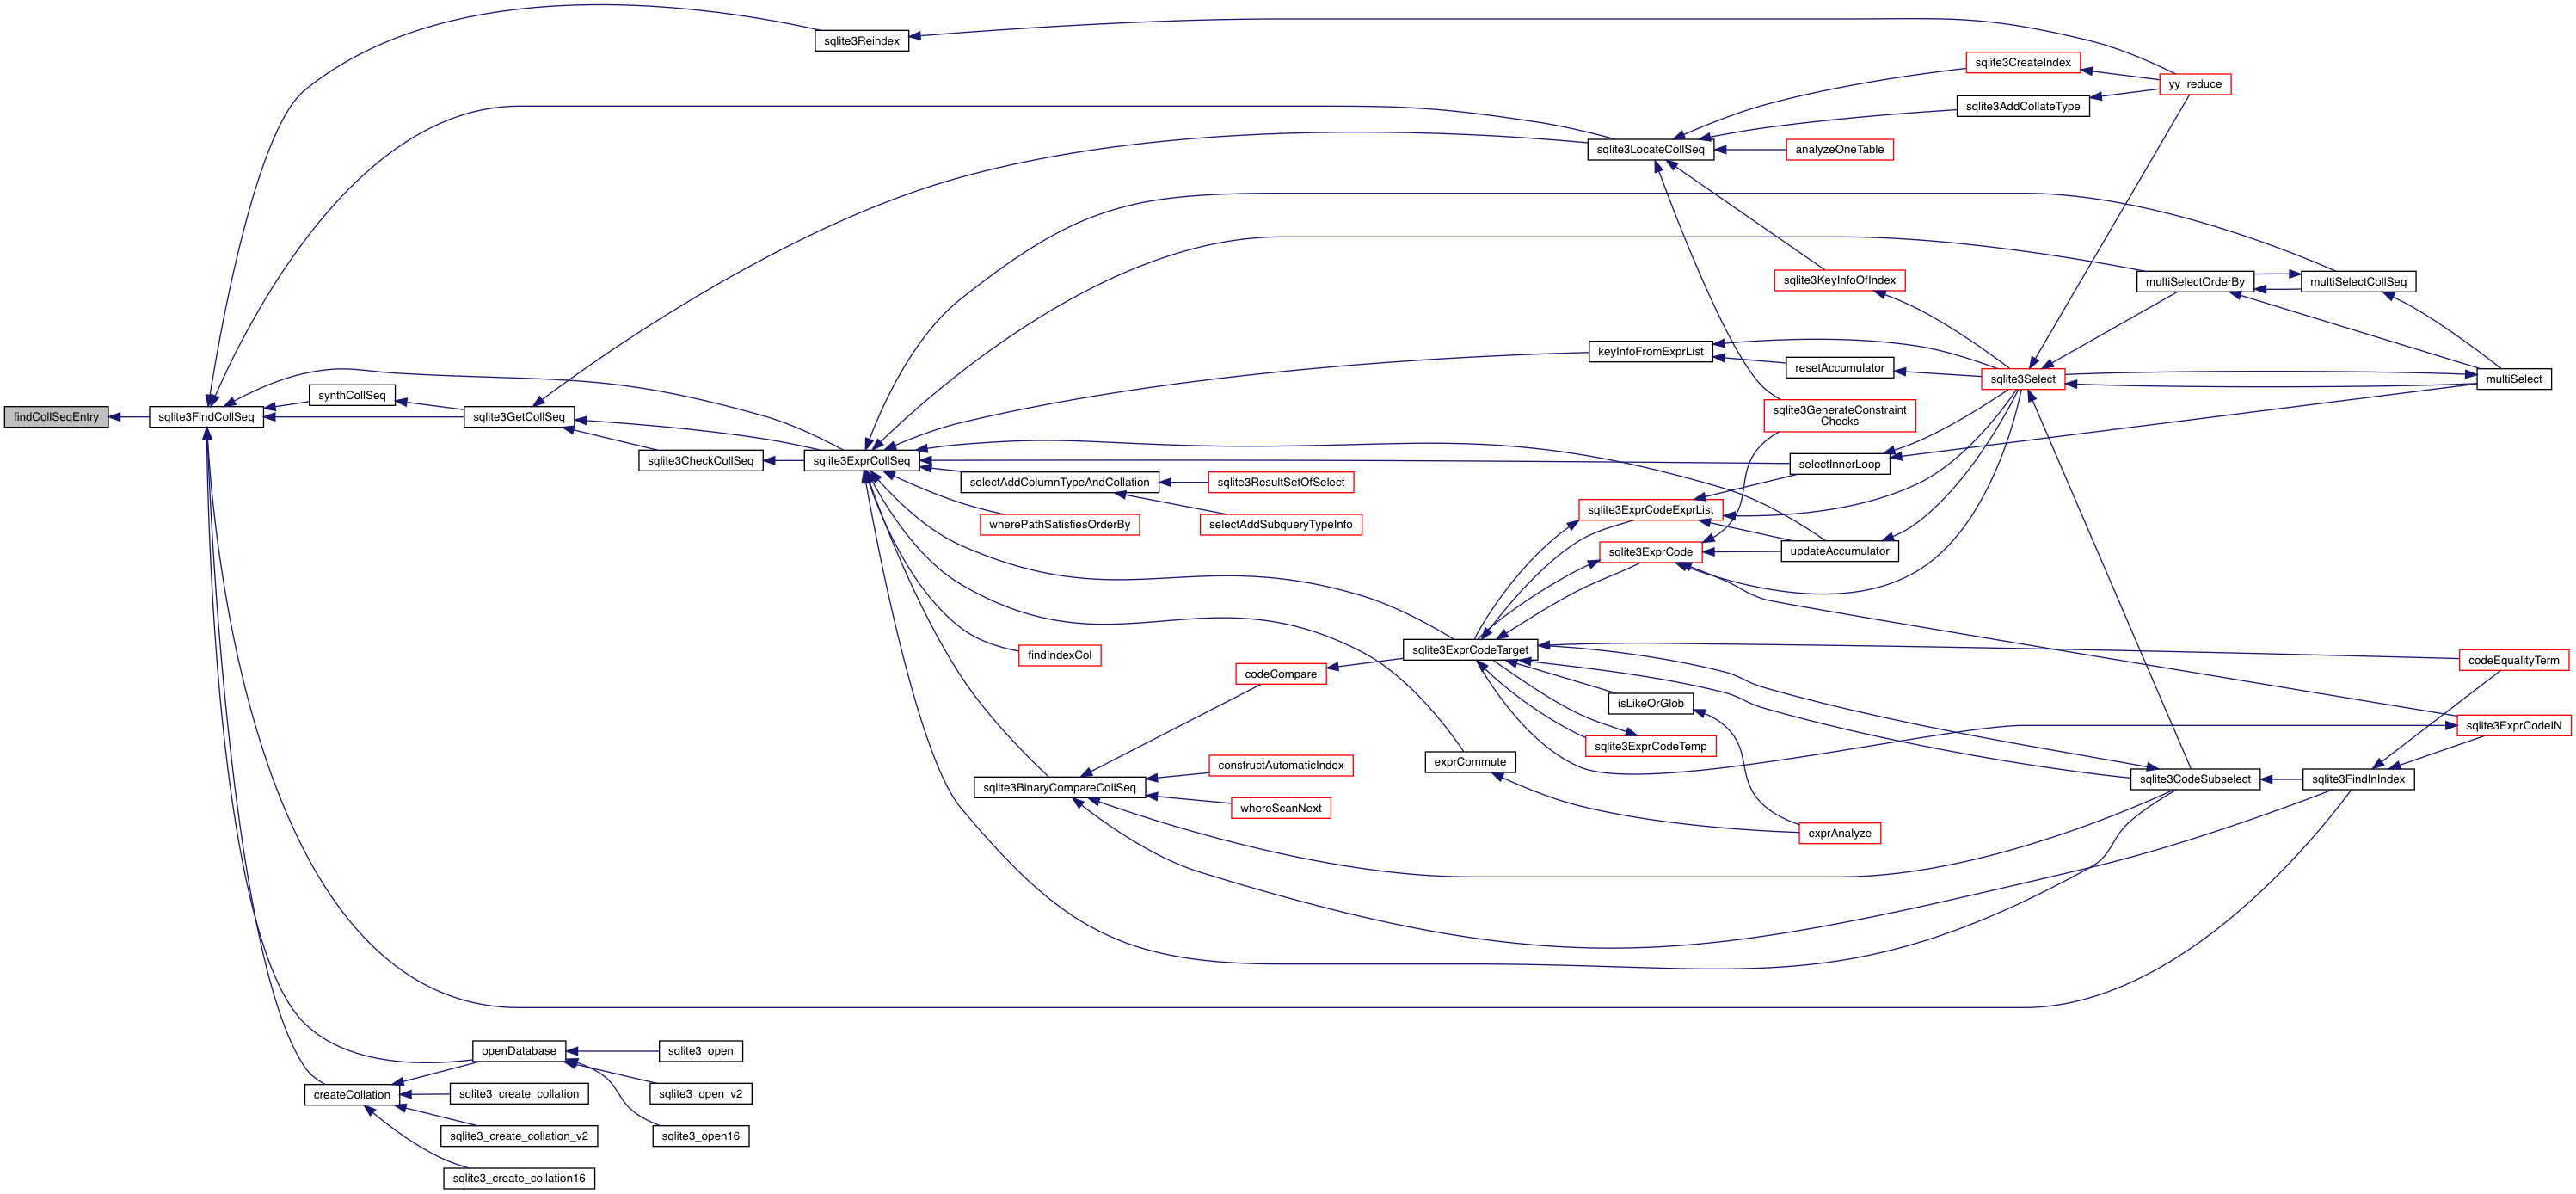 findCollSeqEntry
sqlite3FindCollSeq
sqlite3Reindex
synthCollSeq
sqlite3GetCollSeq
sqlite3CheckCollSeq
sqlite3ExprCollSeq
sqlite3LocateCollSeq
sqlite3CreateIndex
sqlite3AddCollateType
analyzeOneTable
yy_reduce
sqlite3KeyInfoOfIndex
multiSelectOrderBy
multiSelectCollSeq
keyInfoFromExprList
resetAccumulator
sqlite3Select
multiSelect
sqlite3GenerateConstraint
Checks
selectInnerLoop
selectAddColumnTypeAndCollation
sqlite3ResultSetOfSelect
wherePathSatisfiesOrderBy
selectAddSubqueryTypeInfo
sqlite3ExprCodeExprList
sqlite3ExprCode
updateAccumulator
findIndexCol
codeCompare
sqlite3ExprCodeTarget
isLikeOrGlob
sqlite3ExprCodeTemp
codeEqualityTerm
sqlite3ExprCodeIN
sqlite3BinaryCompareCollSeq
constructAutomaticIndex
whereScanNext
exprCommute
exprAnalyze
sqlite3CodeSubselect
sqlite3FindInIndex
openDatabase
sqlite3_open
createCollation
sqlite3_create_collation
sqlite3_open_v2
sqlite3_create_collation_v2
sqlite3_open16
sqlite3_create_collation16